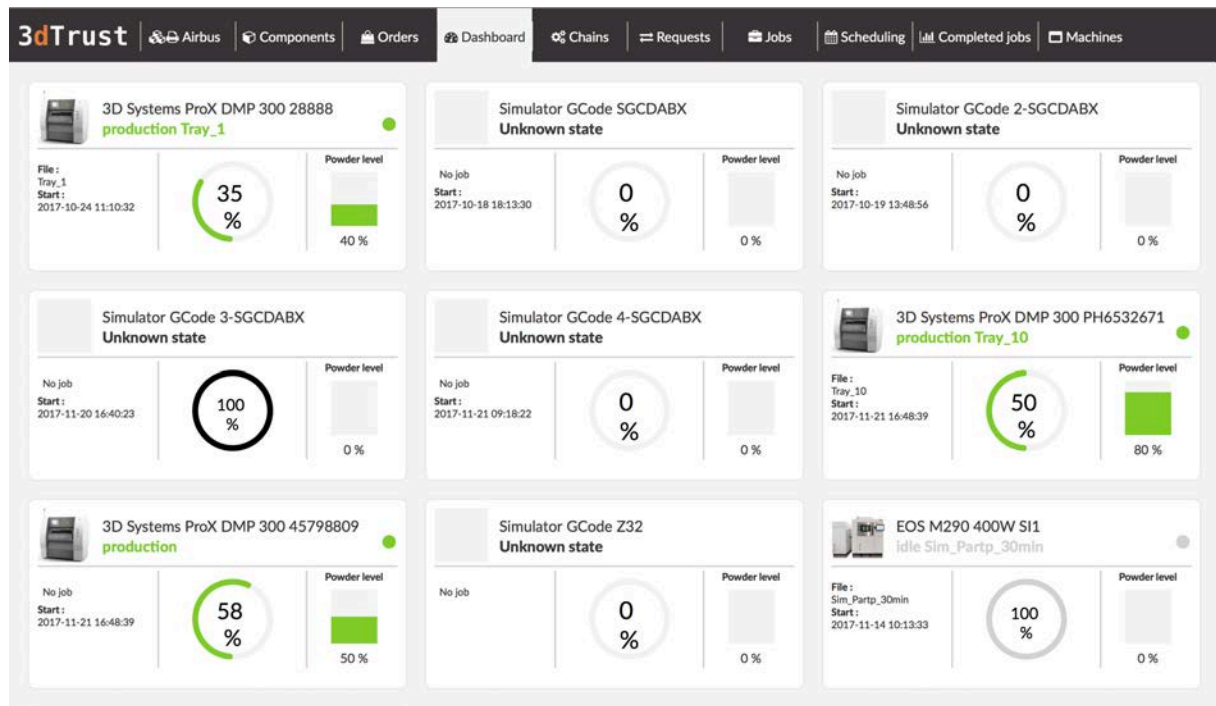 3dTrust Airbus Components Orders Dashboard Chains Requests Jobs Scheduling Completed jobs Machines
3D Systems ProX DMP 300 28888
production Tray_1
File :
Tray_1
Start :
2017-10-24 11:10:32
35
%
Powder level
40 %
Simulator GCode SGCDABX
Unknown state
No job
Start :
2017-10-18 18:13:30
0
%
Powder level
0 %
Simulator GCode 2-SGCDABX
Unknown state
No job
Start :
2017-10-19 13:48:56
0
%
Powder level
0 %
Simulator GCode 3-SGCDABX
Unknown state
No job
Start :
2017-11-20 16:40:23
100
%
Powder level
0 %
Simulator GCode 4-SGCDABX
Unknown state
No job
Start :
2017-11-21 09:18:22
0
%
Powder level
0 %
3D Systems ProX DMP 300 PH6532671
production Tray_10
File :
Tray_10
Start :
2017-11-21 16:48:39
50
%
Powder level
80 %
3D Systems ProX DMP 300 45798809
production
No job
Start :
2017-11-21 16:48:39
58
%
Powder level
50 %
Simulator GCode Z32
Unknown state
No job
0
%
Powder level
0 %
EOS M290 400W SI1
idle Sim_Partp_30min
File :
Sim_Partp_30min
Start :
2017-11-14 10:13:33
100
%
Powder level
0 %